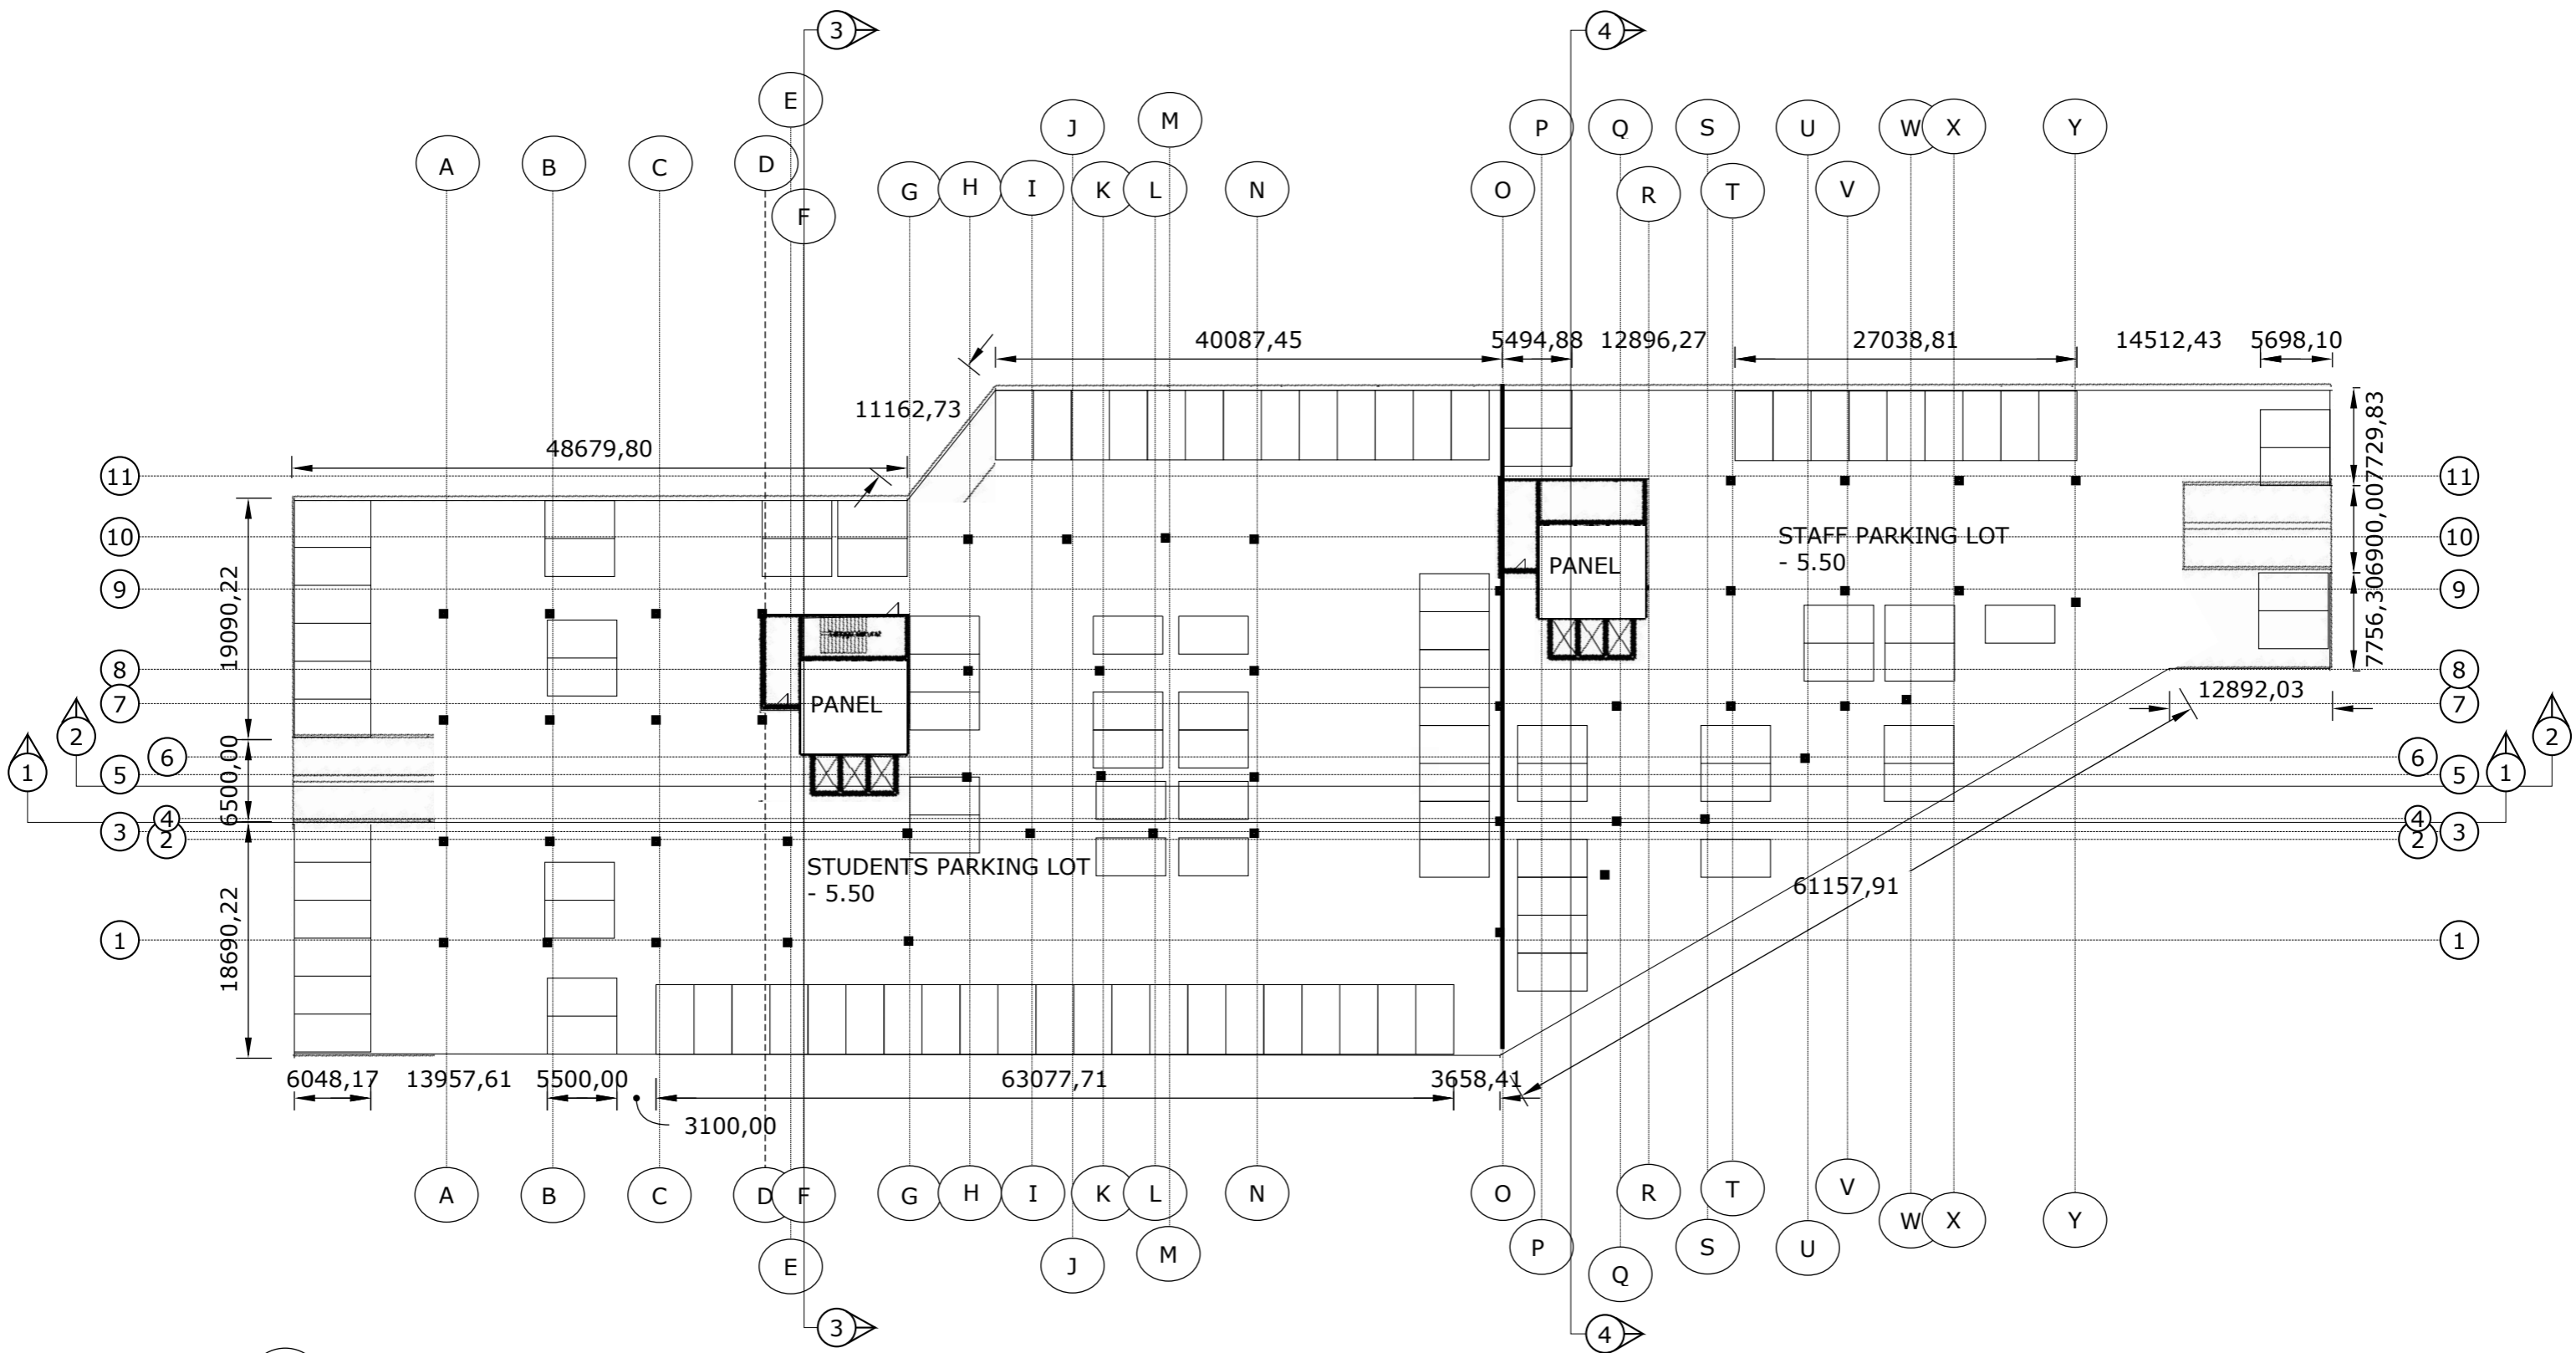 3
4
E
J
M
P
Q
S
U
W
X
Y
A
B
C
D
G
H
I
K
L
N
O
R
T
V
F
40087,45
5494,88
12896,27
27038,81
14512,43
5698,10
11162,73
7729,83
48679,80
11
11
10
10
STAFF PARKING LOT
- 5.50
PANEL
6900,00
9
9
19090,22
7756,30
8
8
12892,03
PANEL
7
7
2
2
6
6
1
1
5
5
6500,00
4
4
3
3
2
2
STUDENTS PARKING LOT
- 5.50
61157,91
18690,22
1
1
6048,17
13957,61
5500,00
63077,71
3658,41
3100,00
A
B
C
D
F
G
H
I
K
L
N
O
R
T
V
W
X
Y
E
J
M
P
Q
S
U
3
4